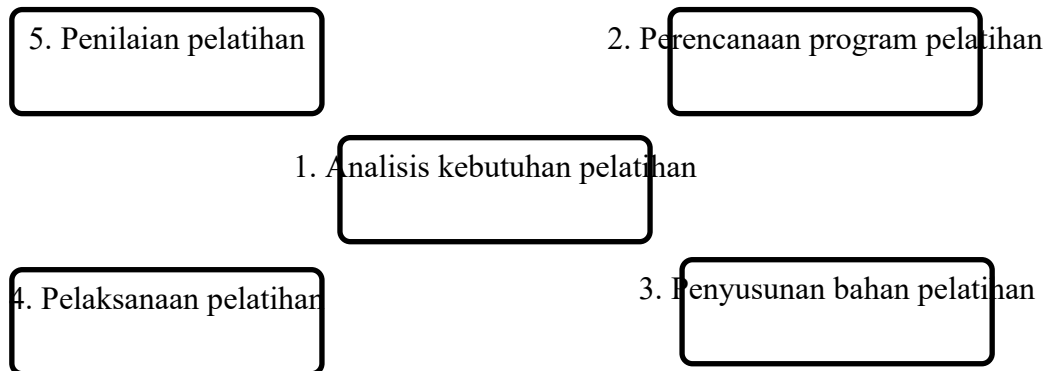 5. Penilaian pelatihan
2. Perencanaan program pelatihan
1. Analisis kebutuhan pelatihan
4. Pelaksanaan pelatihan
3. Penyusunan bahan pelatihan